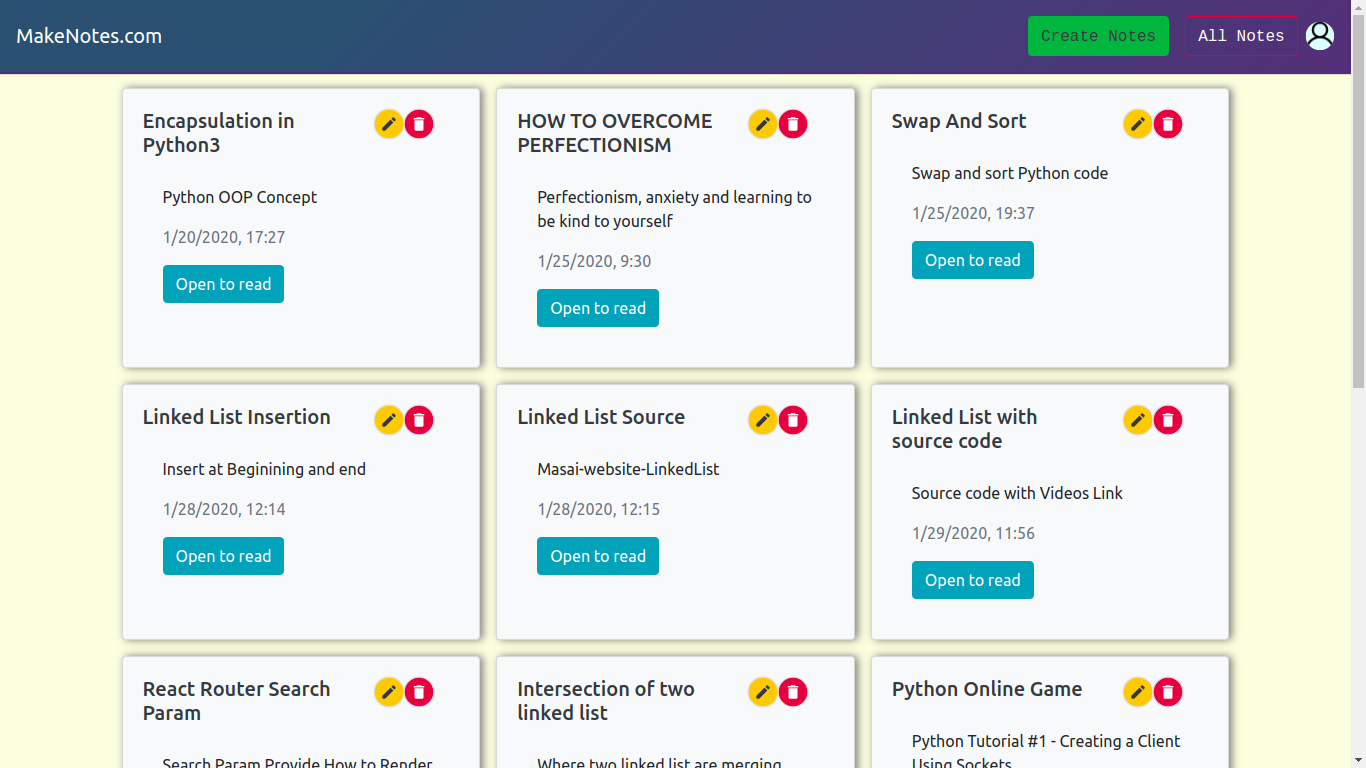 MakeNotes.com
Create Notes
All Notes
Encapsulation in
Python3
Python OOP Concept
1/20/2020, 17:27
Open to read
HOW TO OVERCOME
PERFECTIONISM
Perfectionism, anxiety and learning to
be kind to yourself
1/25/2020, 9:30
Open to read
Swap And Sort
Swap and sort Python code
1/25/2020, 19:37
Open to read
Linked List Insertion
Insert at Beginining and end
1/28/2020, 12:14
Open to read
Linked List Source
Masai-website-LinkedList
1/28/2020, 12:15
Open to read
Linked List with
source code
Source code with Videos Link
1/29/2020, 11:56
Open to read
React Router Search
Param
Search Param Provide How to Render
Intersection of two
linked list
Where two linked list are merging
Python Online Game
Python Tutorial #1 - Creating a Client
Using Sockets